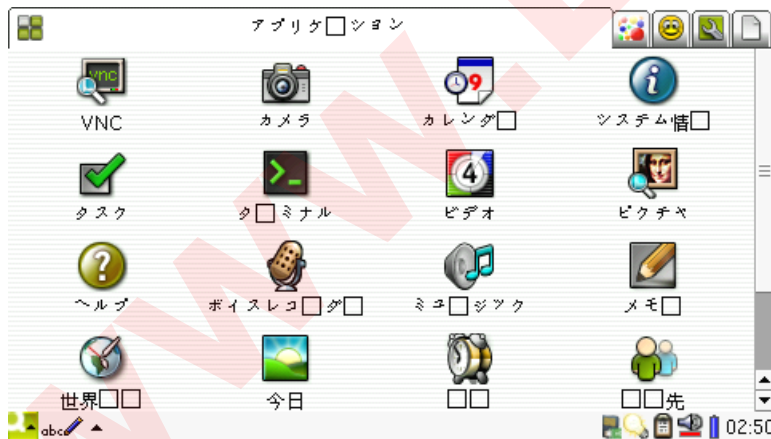 アプリケ□ション
VNC カメラ カレンダ□ システム情□
タスク タ□ミナル ビデオ ピクチャ
ヘルプ ボイスレコ□ダ□ ミュ□ジック メモ□
世界□□ 今日 □□ □□先
abc 02:50